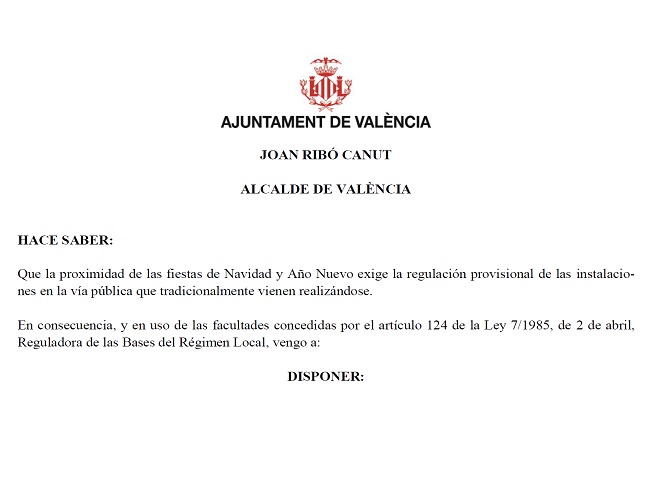 AJUNTAMENT DE VALÈNCIA
JOAN RIBÓ CANUT
ALCALDE DE VALÈNCIA
HACE SABER:
Que la proximidad de las fiestas de Navidad y Año Nuevo exige la regulación provisional de las instalacio-
nes en la vía pública que tradicionalmente vienen realizándose.
En consecuencia, y en uso de las facultades concedidas por el artículo 124 de la Ley 7/1985, de 2 de abril,
Reguladora de las Bases del Régimen Local, vengo a:
DISPONER: